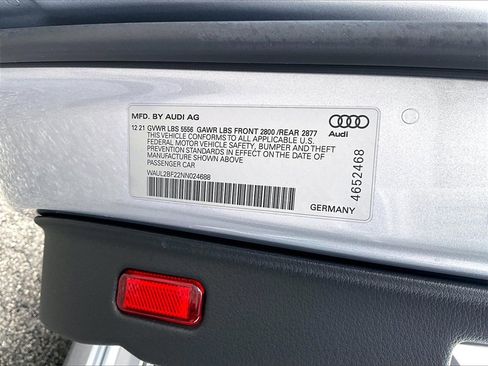 MFD. BY AUDI AG
12 21 GVWR LBS 5556 GAWR LBS FRONT 2800 /REAR 2877
THIS VEHICLE CONFORMS TO ALL APPLICABLE U.S.
FEDERAL MOTOR VEHICLE SAFETY, BUMPER AND THEFT
PREVENTION STANDARDS IN EFFECT ON THE DATE OF
MANUFACTURE SHOWN ABOVE
PASSENGER CAR
WAUL2BF22NN024688
Audi
4652468
GERMANY